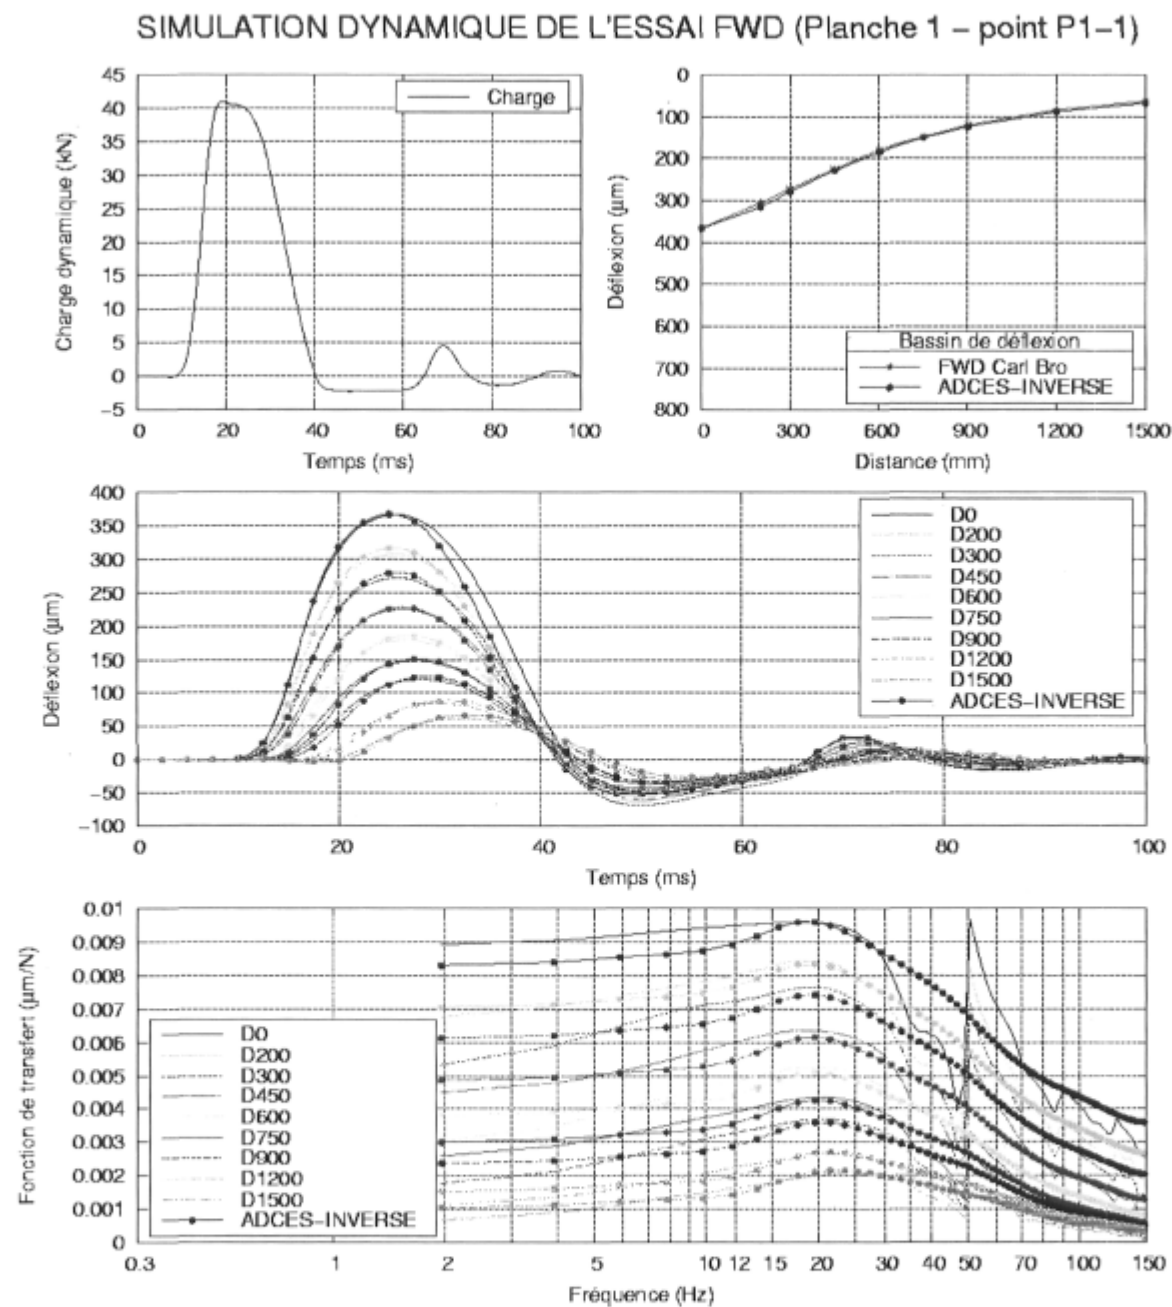 SIMULATION DYNAMIQUE DE L'ESSAI FWD (Planche 1 – point P1–1)
45
40
35
30
25
20
15
10
5
0
–5
Charge dynamique (kN)
Charge
0 20 40 60 80 100
Temps (ms)
0
100
200
300
400
500
600
700
800
Déflexion (µm)
Bassin de déflexion
FWD Carl Bro
ADCES–INVERSE
0 300 600 900 1200 1500
Distance (mm)
400
350
300
250
200
150
100
50
0
–50
–100
Déflexion (µm)
D0
D200
D300
D450
D600
D750
D900
D1200
D1500
ADCES–INVERSE
0 20 40 60 80 100
Temps (ms)
0.01
0.009
0.008
0.007
0.006
0.005
0.004
0.003
0.002
0.001
0
Fonction de transfert (µm/N)
D0
D200
D300
D450
D600
D750
D900
D1200
D1500
ADCES–INVERSE
0.3 1 2 5 10 12 15 20 30 40 50 70 100 150
Fréquence (Hz)